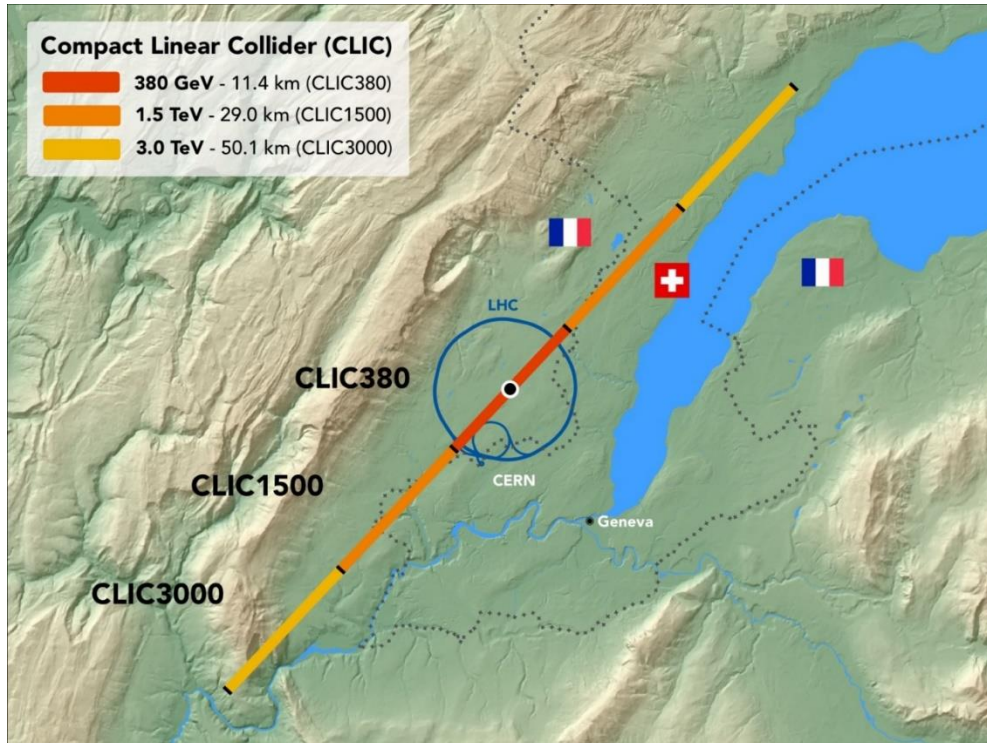 Compact Linear Collider (CLIC)
380 GeV - 11.4 km (CLIC380)
1.5 TeV - 29.0 km (CLIC1500)
3.0 TeV - 50.1 km (CLIC3000)
LHC
CLIC380
CLIC1500
CERN
Geneva
CLIC3000